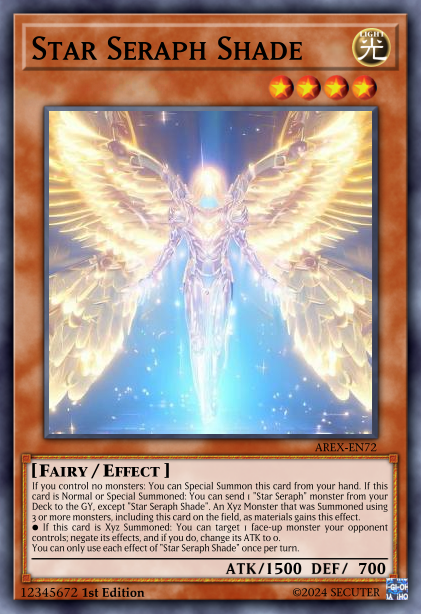 STAR SERAPH SHADE
LIGHT
光
AREX-EN72
[FAIRY / EFFECT ]
If you control no monsters: You can Special Summon this card from your hand. If this
card is Normal or Special Summoned: You can send 1 "Star Seraph" monster from your
Deck to the GY, except "Star Seraph Shade". An Xyz Monster that was Summoned using
3 or more monsters, including this card on the field, as materials gains this effect.
● If this card is Xyz Summoned: You can target 1 face-up monster your opponent
controls; negate its effects, and if you do, change its ATK to 0.
You can only use each effect of "Star Seraph Shade" once per turn.
ATK/1500 DEF/ 700
12345672 1st Edition
©2024 SECUTER